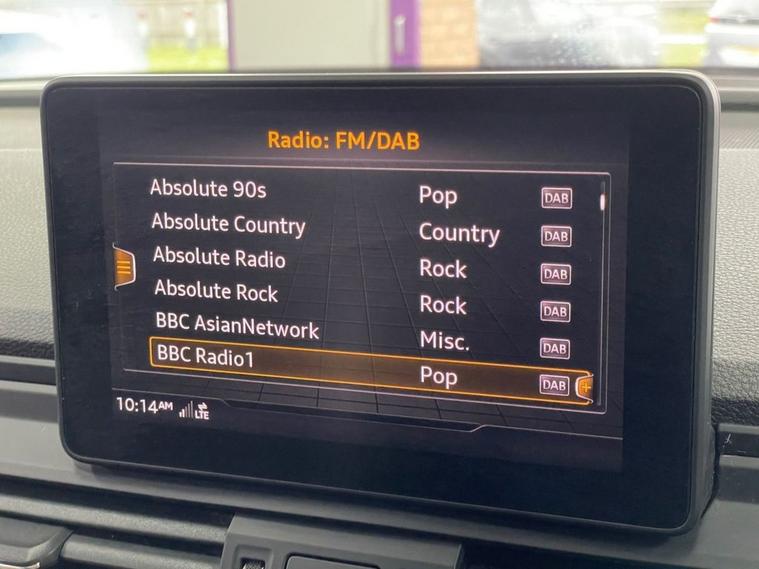 Radio: FM/DAB
Absolute 90s Pop DAB
Absolute Country Country DAB
Absolute Radio Rock DAB
Absolute Rock Rock DAB
BBC AsianNetwork Misc. DAB
BBC Radio1 Pop DAB
10:14AM LTE